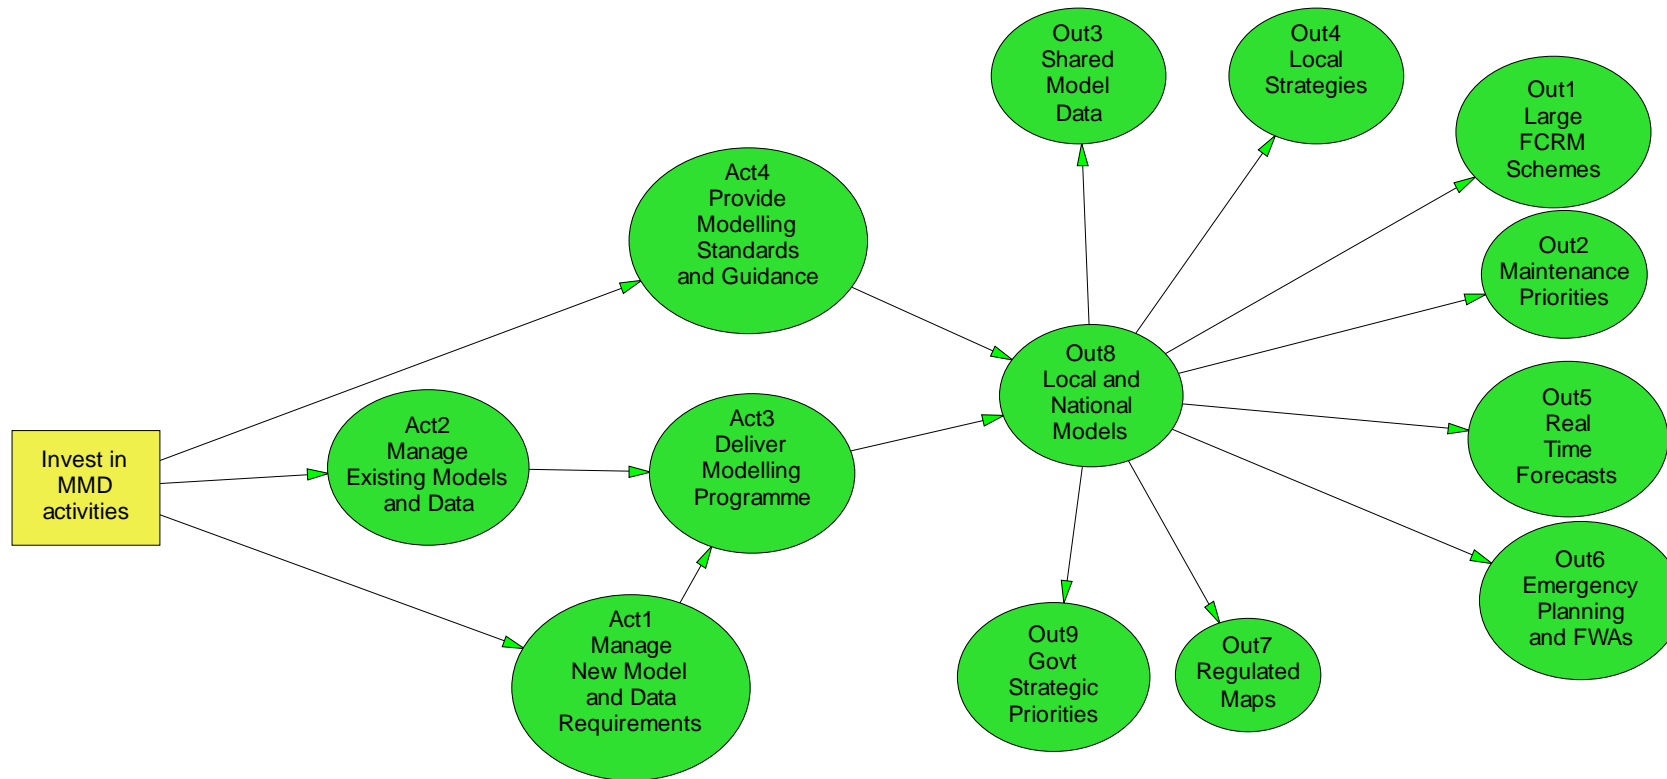 Invest in
MMD
activities
Act4
Provide
Modelling
Standards
and Guidance
Act2
Manage
Existing Models
and Data
Act3
Deliver
Modelling
Programme
Act1
Manage
New Model
and Data
Requirements
Out3
Shared
Model
Data
Out4
Local
Strategies
Out1
Large
FCRM
Schemes
Out2
Maintenance
Priorities
Out8
Local and
National
Models
Out5
Real
Time
Forecasts
Out6
Emergency
Planning
and FWAs
Out9
Govt
Strategic
Priorities
Out7
Regulated
Maps